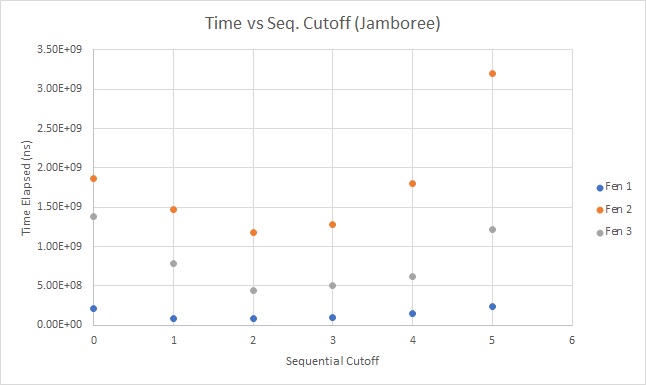 Time vs Seq. Cutoff (Jamboree)
3.50E+09
3.00E+09
2.50E+09
2.00E+09
1.50E+09
1.00E+09
5.00E+08
0.00E+00
Time Elapsed (ns)
0 1 2 3 4 5 6
Sequential Cutoff
Fen 1
Fen 2
Fen 3